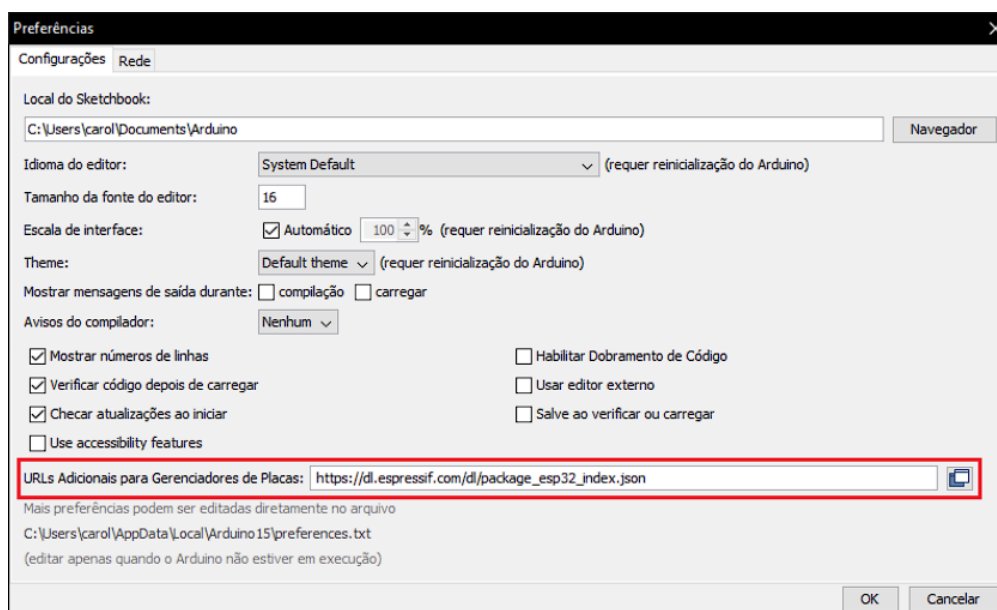 Preferências
Configurações Rede
Local do Sketchbook:
C:\Users\carol\Documents\Arduino Navegador
Idioma do editor: System Default (requer reinicialização do Arduino)
Tamanho da fonte do editor: 16
Escala de interface: Automático 100 % (requer reinicialização do Arduino)
Theme: Default theme (requer reinicialização do Arduino)
Mostrar mensagens de saída durante: compilação carregar
Avisos do compilador: Nenhum
Mostrar números de linhas Habilitar Dobramento de Código
Verificar código depois de carregar Usar editor externo
Checar atualizações ao iniciar Salve ao verificar ou carregar
Use accessibility features
URLs Adicionais para Gerenciadores de Placas: https://dl.espressif.com/dl/package_esp32_index.json
Mais preferências podem ser editadas diretamente no arquivo
C:\Users\carol\AppData\Local\Arduino15\preferences.txt
(editar apenas quando o Arduino não estiver em execução)
OK Cancelar